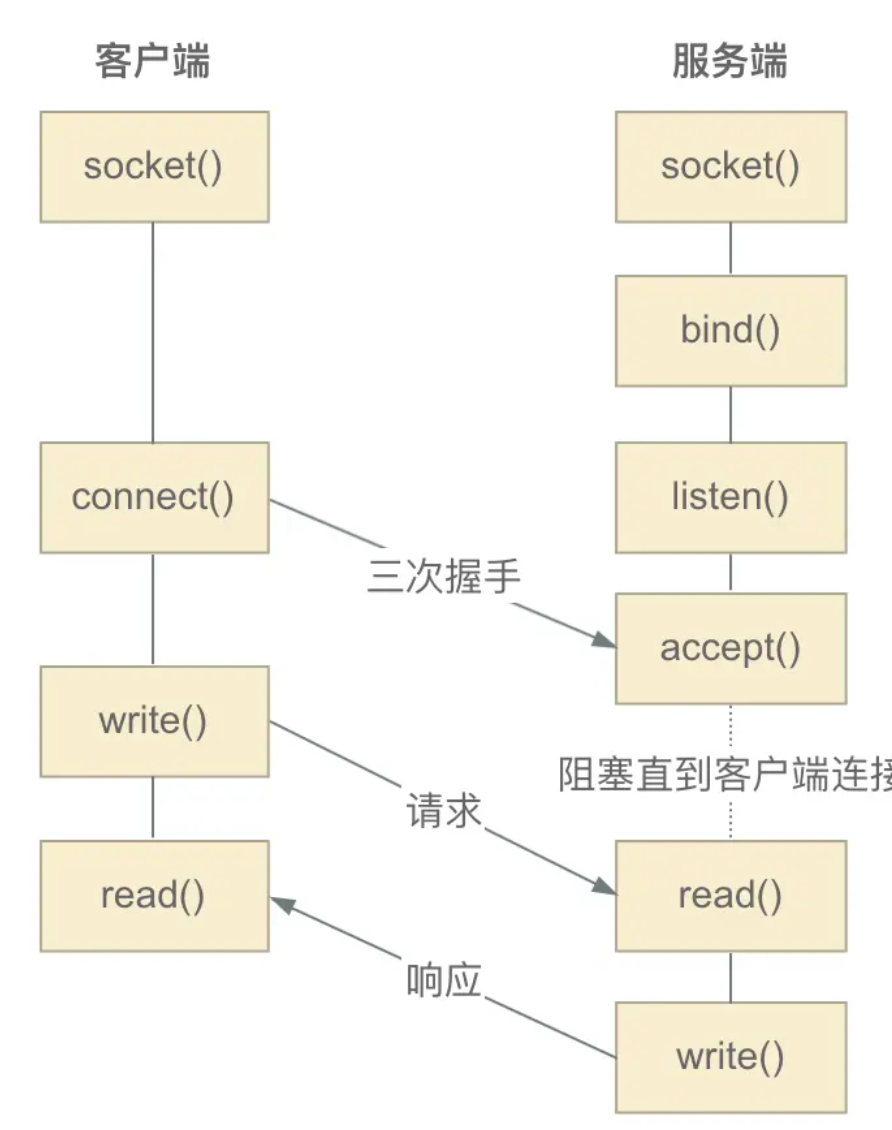 客户端
服务端
socket()
socket()
bind()
connect()
listen()
三次握手
accept()
write()
阻塞直到客户端连接
请求
read()
read()
响应
write()